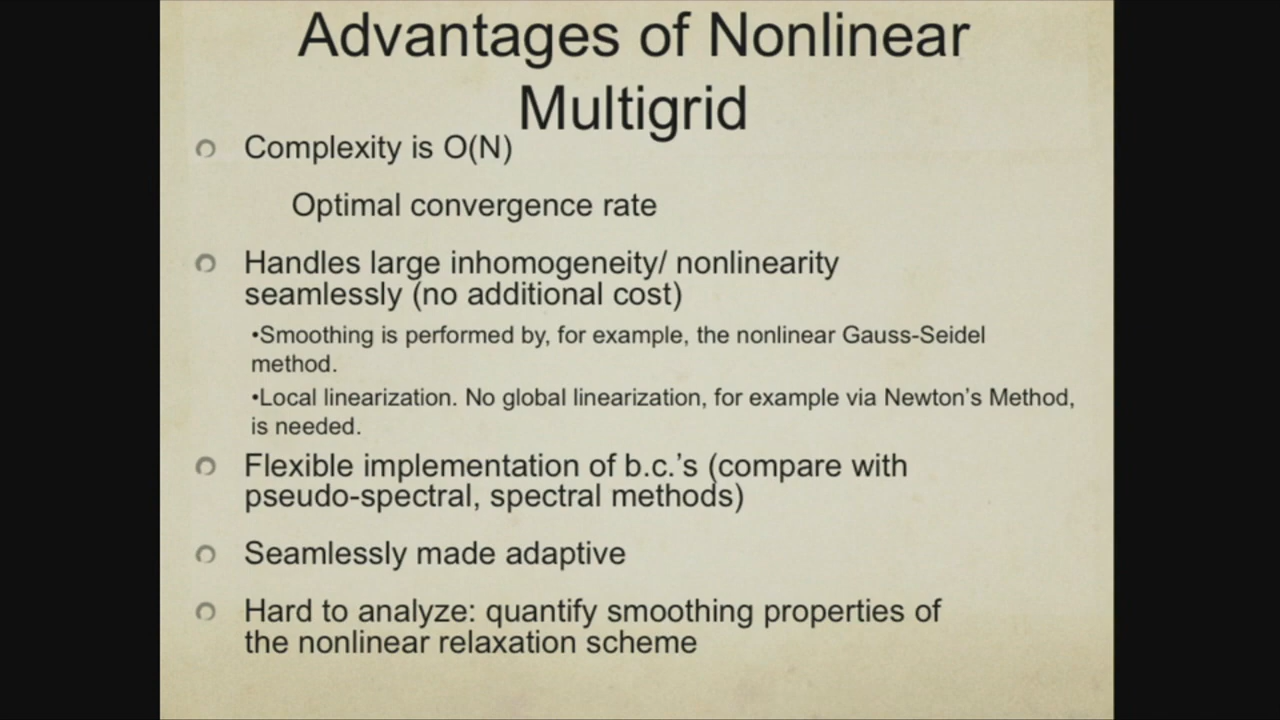 Advantages of Nonlinear
Multigrid
Complexity is O(N)
Optimal convergence rate
Handles large inhomogeneity/ nonlinearity
seamlessly (no additional cost)
•Smoothing is performed by, for example, the nonlinear Gauss-Seidel
method.
•Local linearization. No global linearization, for example via Newton's Method,
is needed.
Flexible implementation of b.c.'s (compare with
pseudo-spectral, spectral methods)
Seamlessly made adaptive
Hard to analyze: quantify smoothing properties of
the nonlinear relaxation scheme